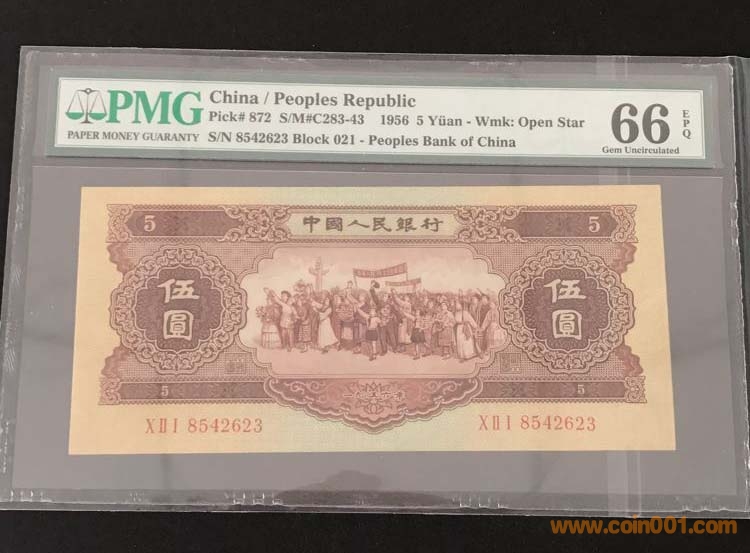 PMG
PAPER MONEY GUARANTY
China / Peoples Republic
Pick# 872 S/M#C283-43 1956 5 Yüan - Wmk: Open Star
S/N 8542623 Block 021 - Peoples Bank of China
66 EPQ
Gem Uncirculated
5 中國人民銀行 5
伍圓 伍圓
5 5
X II I 8542623 X II I 8542623
www.coin001.com